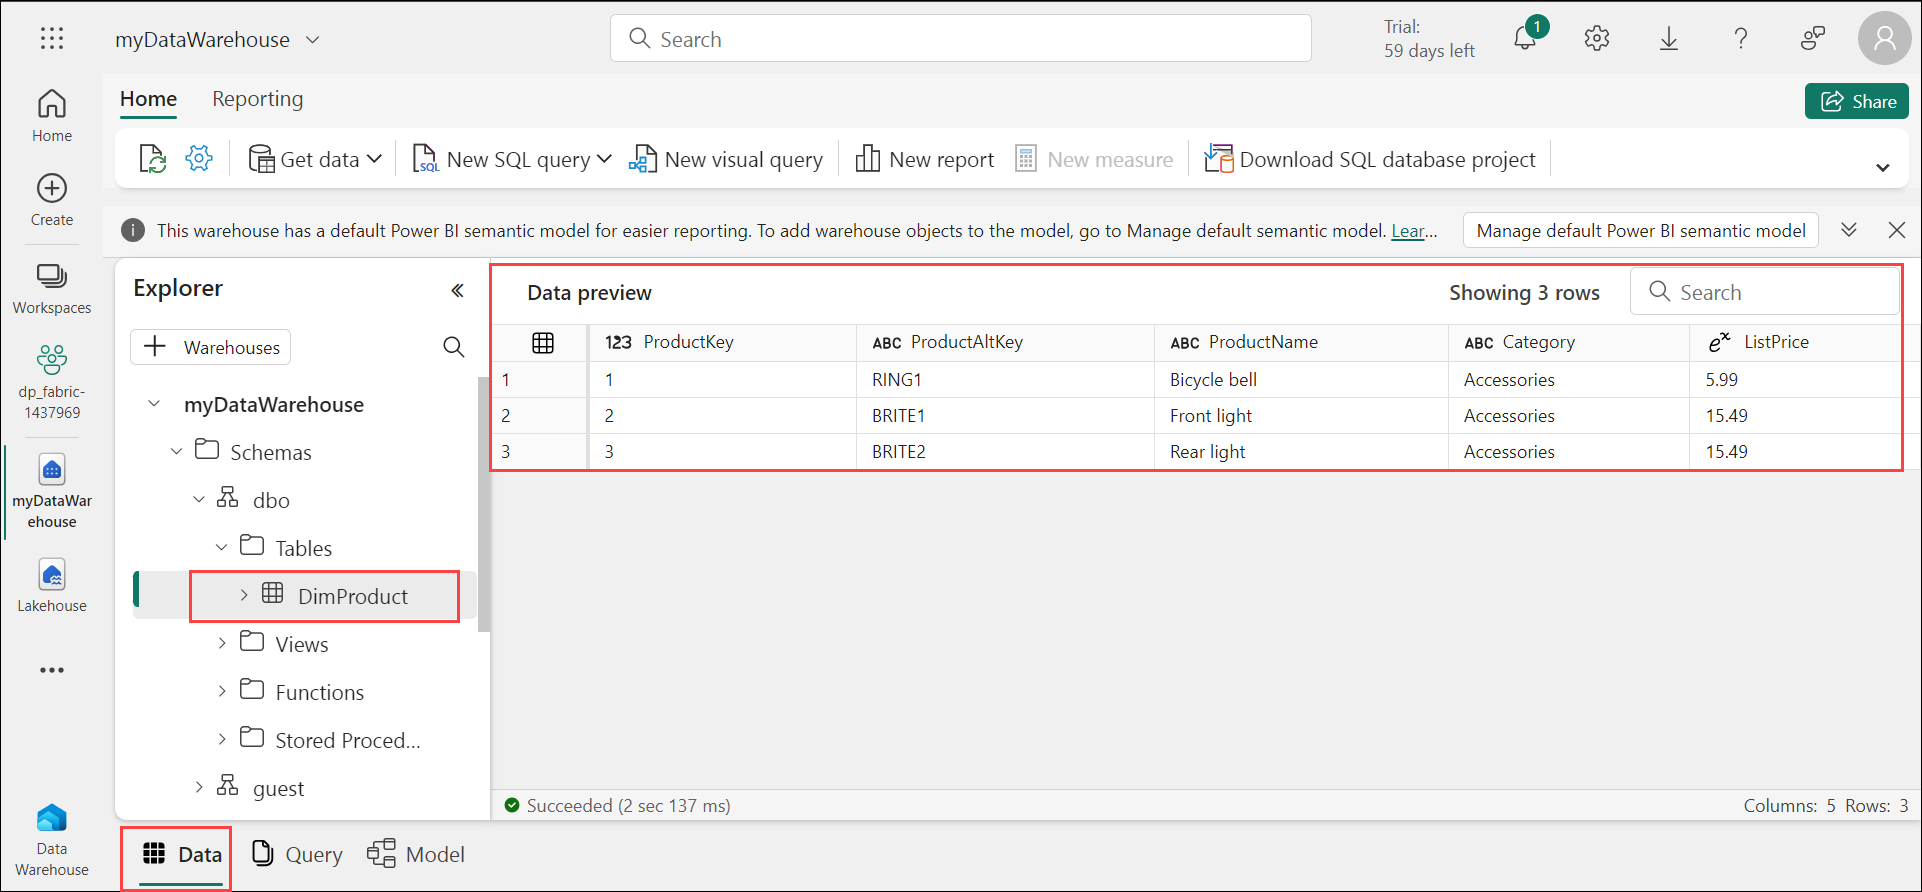 myDataWarehouse
Search
Trial:
59 days left
1
Home
Reporting
Share
Get data
SQL
New SQL query
New visual query
New report
New measure
Download SQL database project
This warehouse has a default Power BI semantic model for easier reporting. To add warehouse objects to the model, go to Manage default semantic model. Lear...
Manage default Power BI semantic model
Home
Create
Workspaces
dp_fabric-
1437969
myDataWar
ehouse
Lakehouse
Data
Warehouse
Explorer
Warehouses
myDataWarehouse
Schemas
dbo
Tables
DimProduct
Views
Functions
Stored Proced...
guest
Data preview
Showing 3 rows
Search
123 ProductKey ABC ProductAltKey ABC ProductName ABC Category eˣ ListPrice
1 1 RING1 Bicycle bell Accessories 5.99
2 2 BRITE1 Front light Accessories 15.49
3 3 BRITE2 Rear light Accessories 15.49
Succeeded (2 sec 137 ms)
Columns: 5 Rows: 3
Data
Query
Model